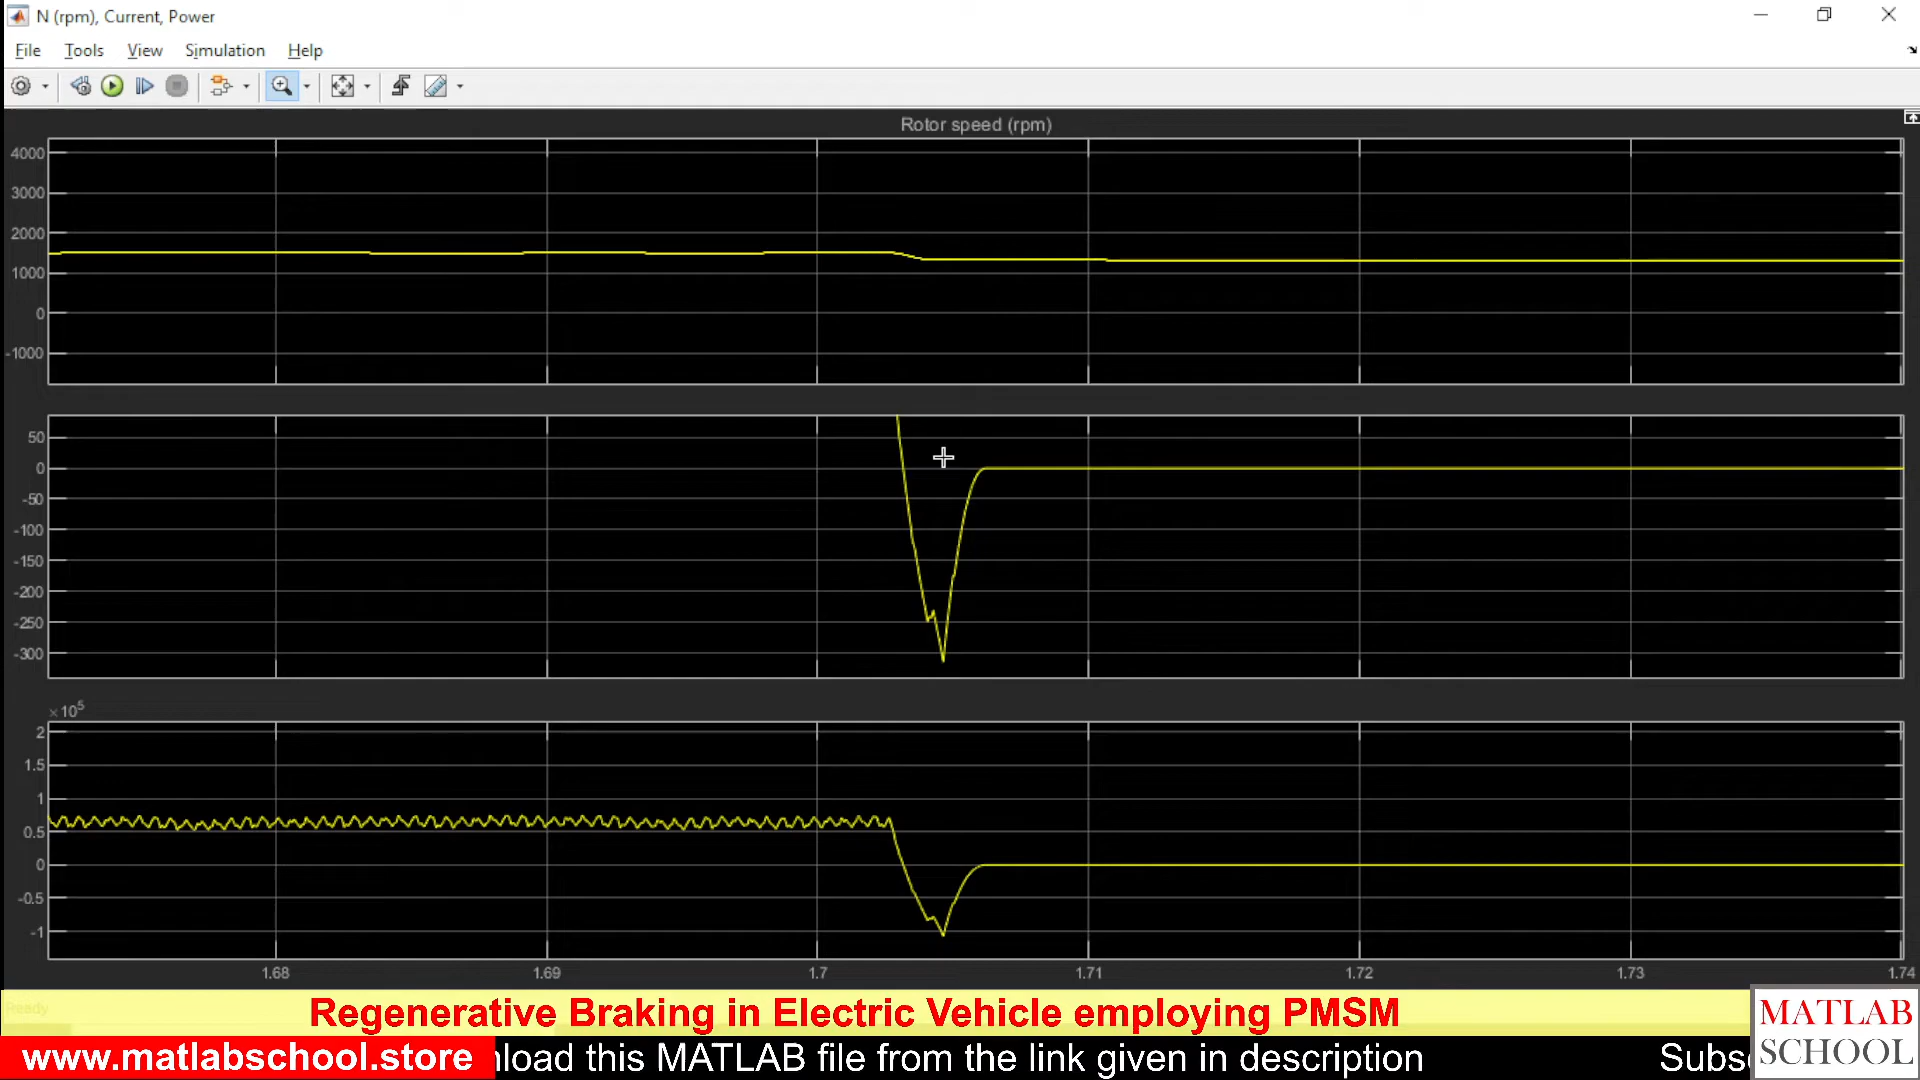 N (rpm), Current, Power
File Tools View Simulation Help
Rotor speed (rpm)
4000
3000
2000
1000
0
-1000
50
0
-50
-100
-150
-200
-250
-300
×10^5
2
1.5
1
0.5
0
-0.5
-1
1.68 1.69 1.7 1.71 1.72 1.73 1.74
Ready
Regenerative Braking in Electric Vehicle employing PMSM
MATLAB
SCHOOL
www.matlabschool.store
nload this MATLAB file from the link given in description
Subs